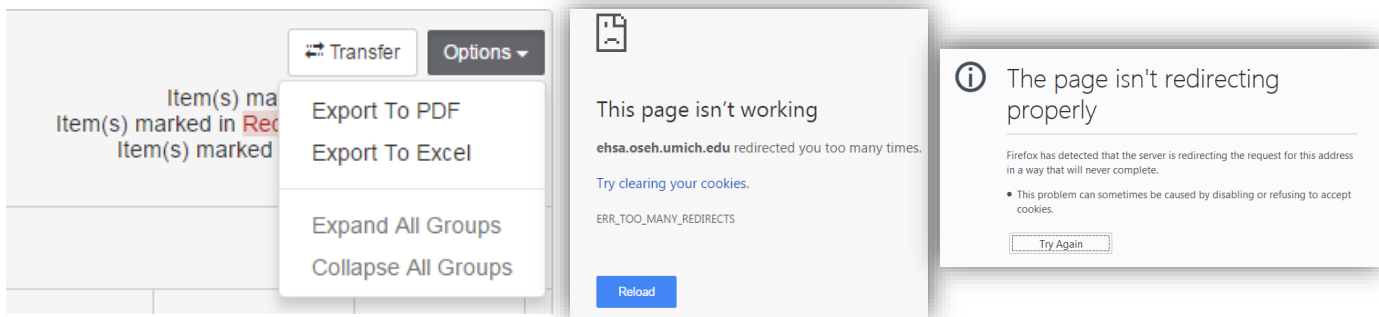 Transfer
Options
Item(s) ma
Item(s) marked in Red
Item(s) marked
Export To PDF
Export To Excel
Expand All Groups
Collapse All Groups
This page isn’t working
ehsa.oseh.umich.edu redirected you too many times.
Try clearing your cookies.
ERR_TOO_MANY_REDIRECTS
Reload
The page isn't redirecting
properly
Firefox has detected that the server is redirecting the request for this address
in a way that will never complete.
• This problem can sometimes be caused by disabling or refusing to accept
cookies.
Try Again